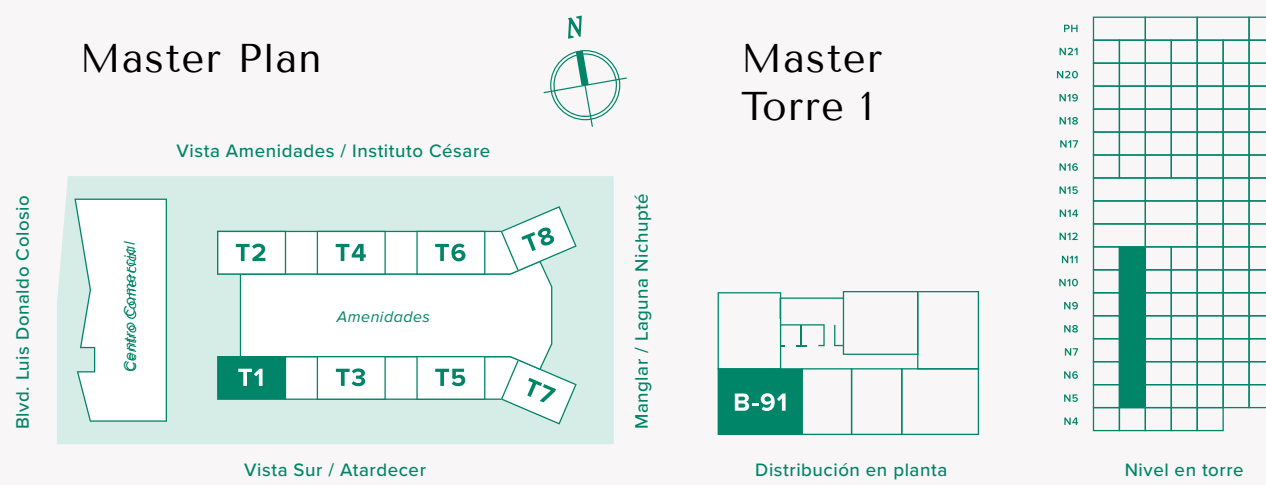 Master Plan
N
Vista Amenidades / Instituto Césare
Blvd. Luis Donaldo Colosio
Centro Comercial
T2
T4
T6
T8
Amenidades
T1
T3
T5
T7
Manglar / Laguna Nichupté
Vista Sur / Atardecer
Master
Torre 1
B-91
Distribución en planta
PH
N21
N20
N19
N18
N17
N16
N15
N14
N12
N11
N10
N9
N8
N7
N6
N5
N4
Nivel en torre